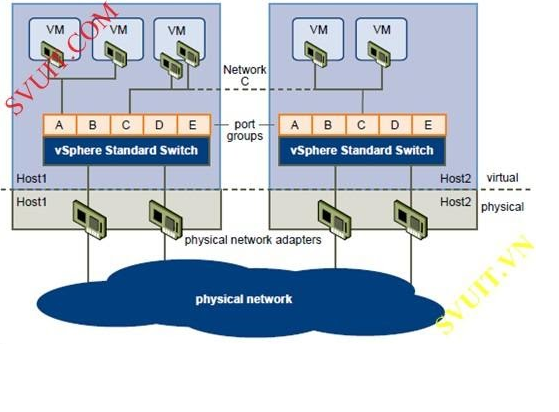 VM VM VM VM VM
SVUIT.COM
Network
C
A B C D E port A B C D E
groups
vSphere Standard Switch vSphere Standard Switch
Host1 Host2 virtual
Host1 Host2 physical
physical network adapters
SVUIT.VN
physical network